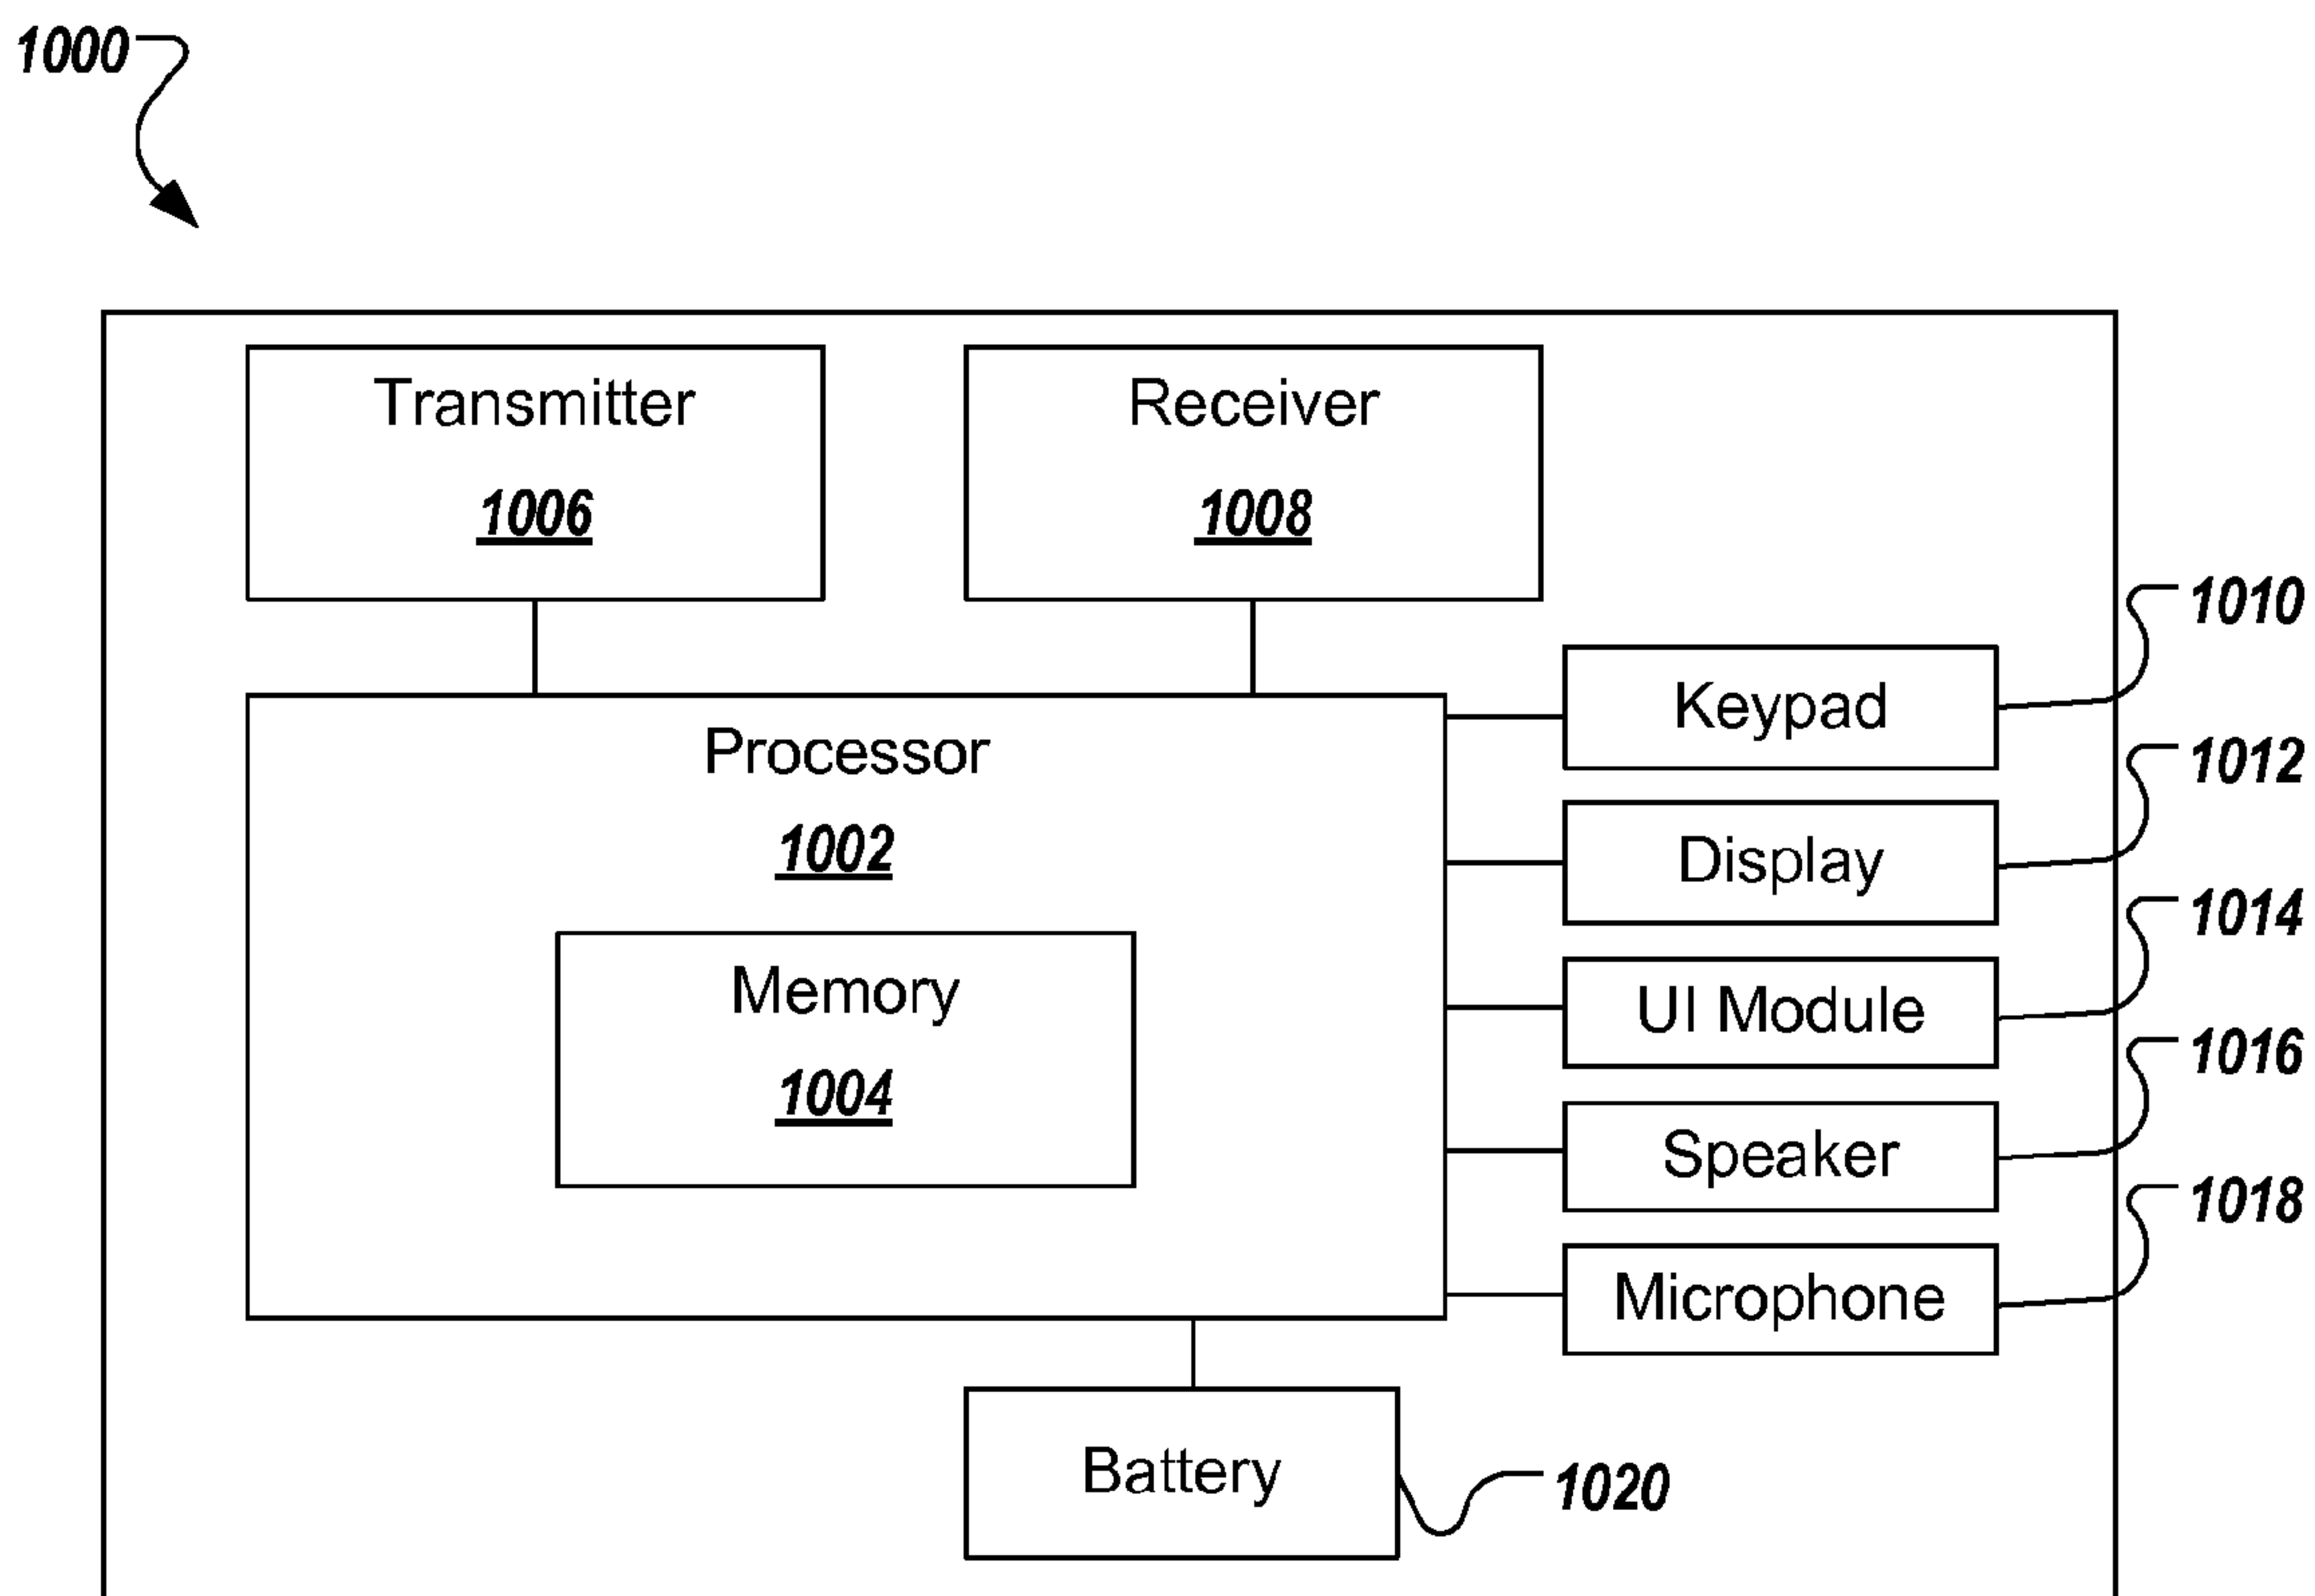 1000
Transmitter
1006
Receiver
1008
1010
Keypad
Processor
1002
1012
Display
1014
Memory
1004
UI Module
1016
Speaker
1018
Microphone
Battery
1020